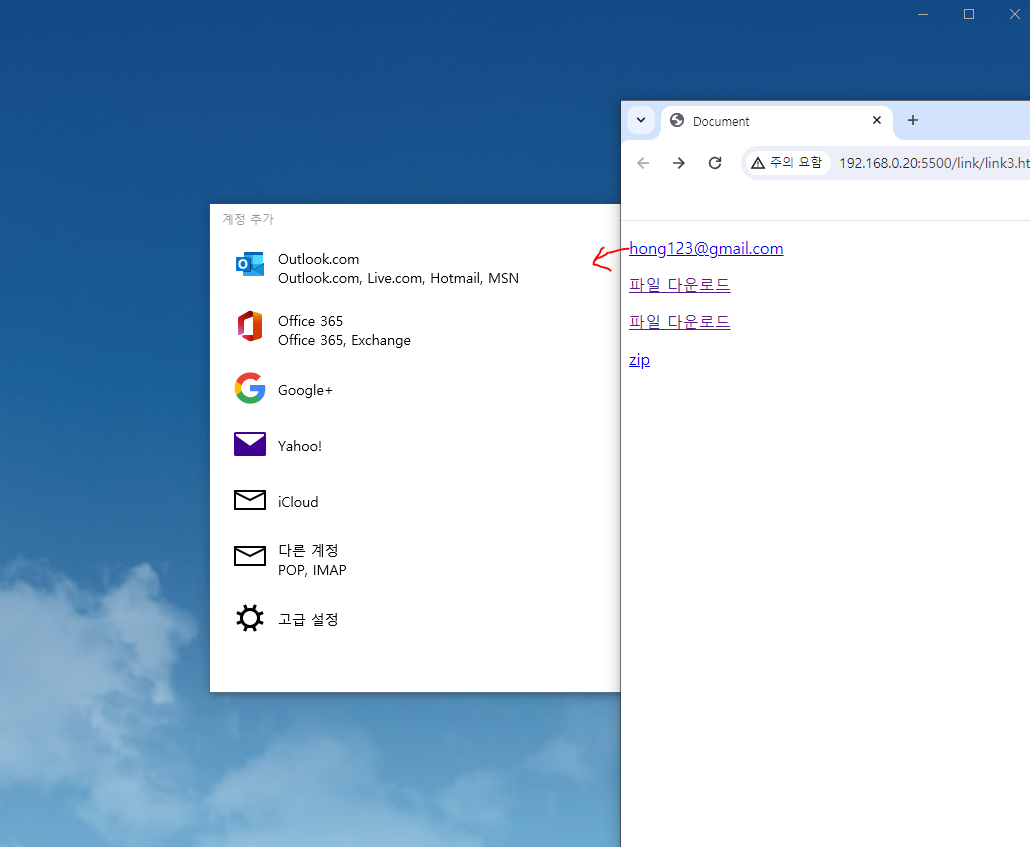 Document
주의 요함
192.168.0.20:5500/link/link3.ht
계정 추가
Outlook.com
Outlook.com, Live.com, Hotmail, MSN
Office 365
Office 365, Exchange
Google+
Yahoo!
iCloud
다른 계정
POP, IMAP
고급 설정
hong123@gmail.com
파일 다운로드
파일 다운로드
zip